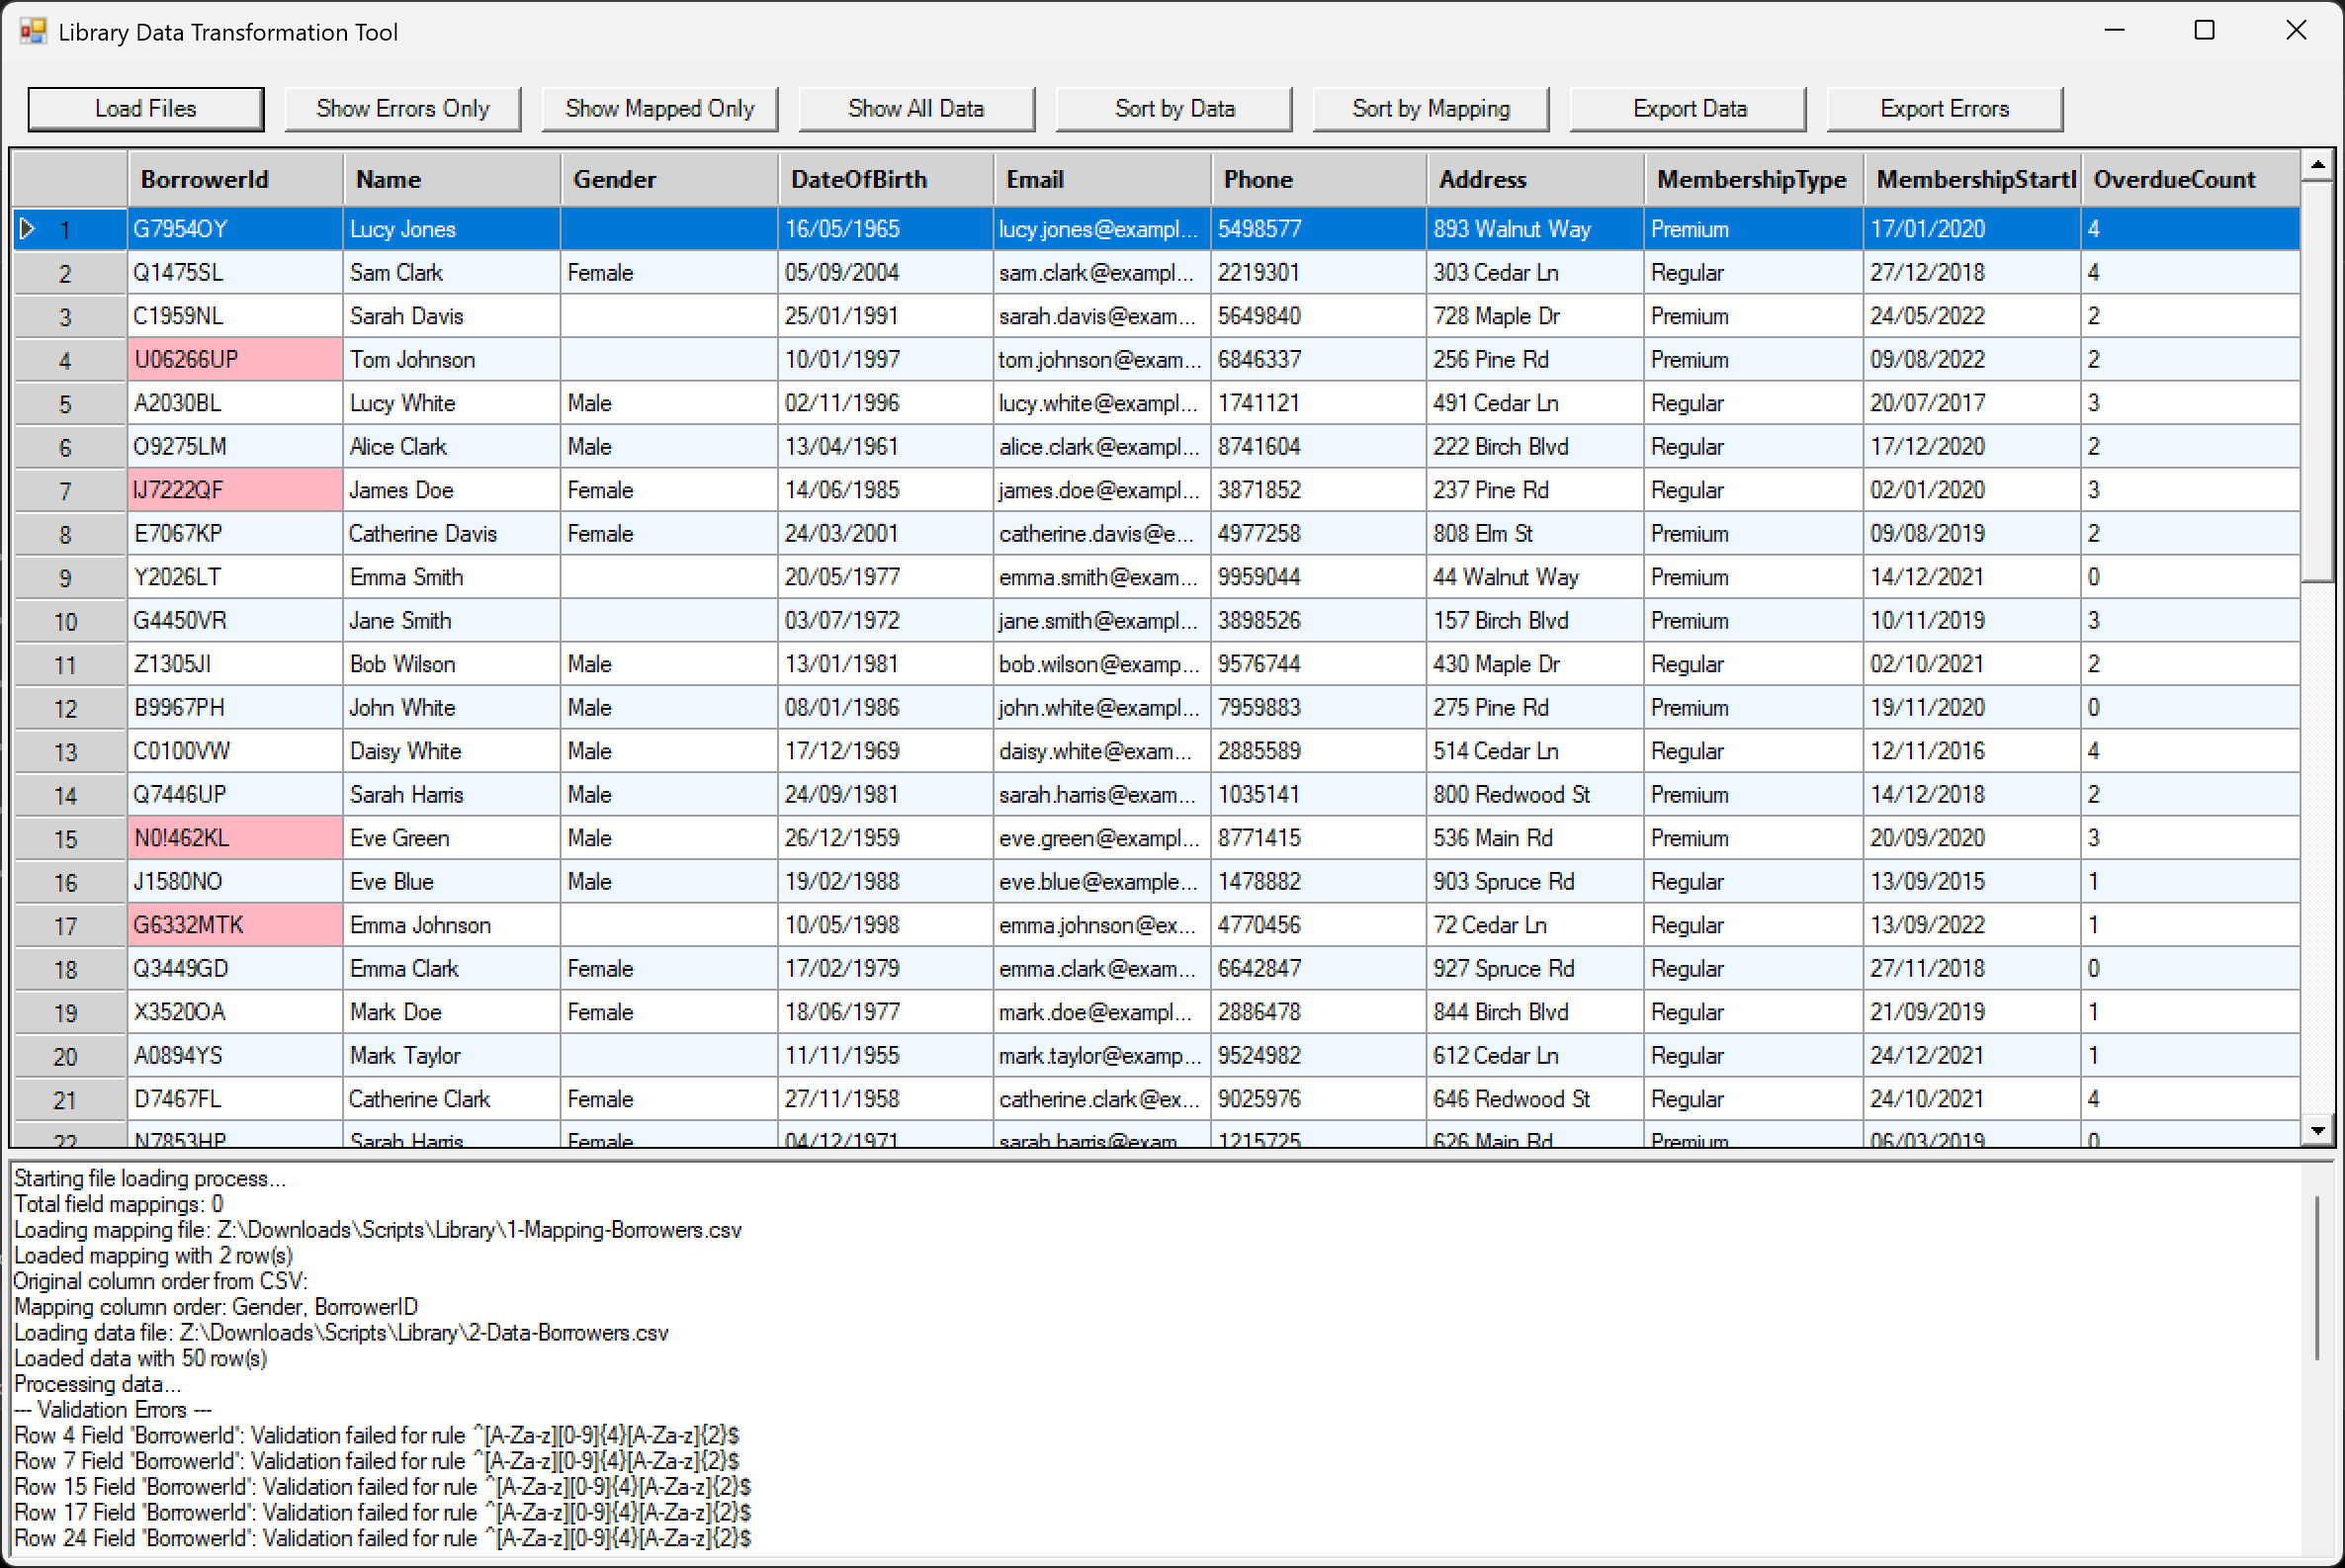 Library Data Transformation Tool
Load Files Show Errors Only Show Mapped Only Show All Data Sort by Data Sort by Mapping Export Data Export Errors
BorrowerId Name Gender DateOfBirth Email Phone Address MembershipType MembershipStartI OverdueCount
1 G7954OY Lucy Jones 16/05/1965 lucy.jones@exampl... 5498577 893 Walnut Way Premium 17/01/2020 4
2 Q1475SL Sam Clark Female 05/09/2004 sam.clark@exampl... 2219301 303 Cedar Ln Regular 27/12/2018 4
3 C1959NL Sarah Davis 25/01/1991 sarah.davis@exam... 5649840 728 Maple Dr Premium 24/05/2022 2
4 U06266UP Tom Johnson 10/01/1997 tom.johnson@exam... 6846337 256 Pine Rd Premium 09/08/2022 2
5 A2030BL Lucy White Male 02/11/1996 lucy.white@exampl... 1741121 491 Cedar Ln Regular 20/07/2017 3
6 O9275LM Alice Clark Male 13/04/1961 alice.clark@exampl... 8741604 222 Birch Blvd Regular 17/12/2020 2
7 IJ7222QF James Doe Female 14/06/1985 james.doe@exampl... 3871852 237 Pine Rd Regular 02/01/2020 3
8 E7067KP Catherine Davis Female 24/03/2001 catherine.davis@e... 4977258 808 Elm St Premium 09/08/2019 2
9 Y2026LT Emma Smith 20/05/1977 emma.smith@exam... 9959044 44 Walnut Way Premium 14/12/2021 0
10 G4450VR Jane Smith 03/07/1972 jane.smith@exampl... 3898526 157 Birch Blvd Premium 10/11/2019 3
11 Z1305JI Bob Wilson Male 13/01/1981 bob.wilson@examp... 9576744 430 Maple Dr Regular 02/10/2021 2
12 B9967PH John White Male 08/01/1986 john.white@exampl... 7959883 275 Pine Rd Premium 19/11/2020 0
13 C0100VW Daisy White Male 17/12/1969 daisy.white@exam... 2885589 514 Cedar Ln Regular 12/11/2016 4
14 Q7446UP Sarah Harris Male 24/09/1981 sarah.harris@exam... 1035141 800 Redwood St Premium 14/12/2018 2
15 N0!462KL Eve Green Male 26/12/1959 eve.green@exampl... 8771415 536 Main Rd Premium 20/09/2020 3
16 J1580NO Eve Blue Male 19/02/1988 eve.blue@example... 1478882 903 Spruce Rd Regular 13/09/2015 1
17 G6332MTK Emma Johnson 10/05/1998 emma.johnson@ex... 4770456 72 Cedar Ln Regular 13/09/2022 1
18 Q3449GD Emma Clark Female 17/02/1979 emma.clark@exam... 6642847 927 Spruce Rd Regular 27/11/2018 0
19 X3520OA Mark Doe Female 18/06/1977 mark.doe@exampl... 2886478 844 Birch Blvd Regular 21/09/2019 1
20 A0894YS Mark Taylor 11/11/1955 mark.taylor@examp... 9524982 612 Cedar Ln Regular 24/12/2021 1
21 D7467FL Catherine Clark Female 27/11/1958 catherine.clark@ex... 9025976 646 Redwood St Regular 24/10/2021 4
22 N7853HP Sarah Harris Female 04/12/1971 sarah.harris@exam 1215725 626 Main Rd Premium 06/03/2019 0
Starting file loading process...
Total field mappings: 0
Loading mapping file: Z:\Downloads\Scripts\Library\1-Mapping-Borrowers.csv
Loaded mapping with 2 row(s)
Original column order from CSV:
Mapping column order: Gender, BorrowerID
Loading data file: Z:\Downloads\Scripts\Library\2-Data-Borrowers.csv
Loaded data with 50 row(s)
Processing data...
--- Validation Errors ---
Row 4 Field 'BorrowerId': Validation failed for rule ^[A-Za-z][0-9]{4}[A-Za-z]{2}$
Row 7 Field 'BorrowerId': Validation failed for rule ^[A-Za-z][0-9]{4}[A-Za-z]{2}$
Row 15 Field 'BorrowerId': Validation failed for rule ^[A-Za-z][0-9]{4}[A-Za-z]{2}$
Row 17 Field 'BorrowerId': Validation failed for rule ^[A-Za-z][0-9]{4}[A-Za-z]{2}$
Row 24 Field 'BorrowerId': Validation failed for rule ^[A-Za-z][0-9]{4}[A-Za-z]{2}$